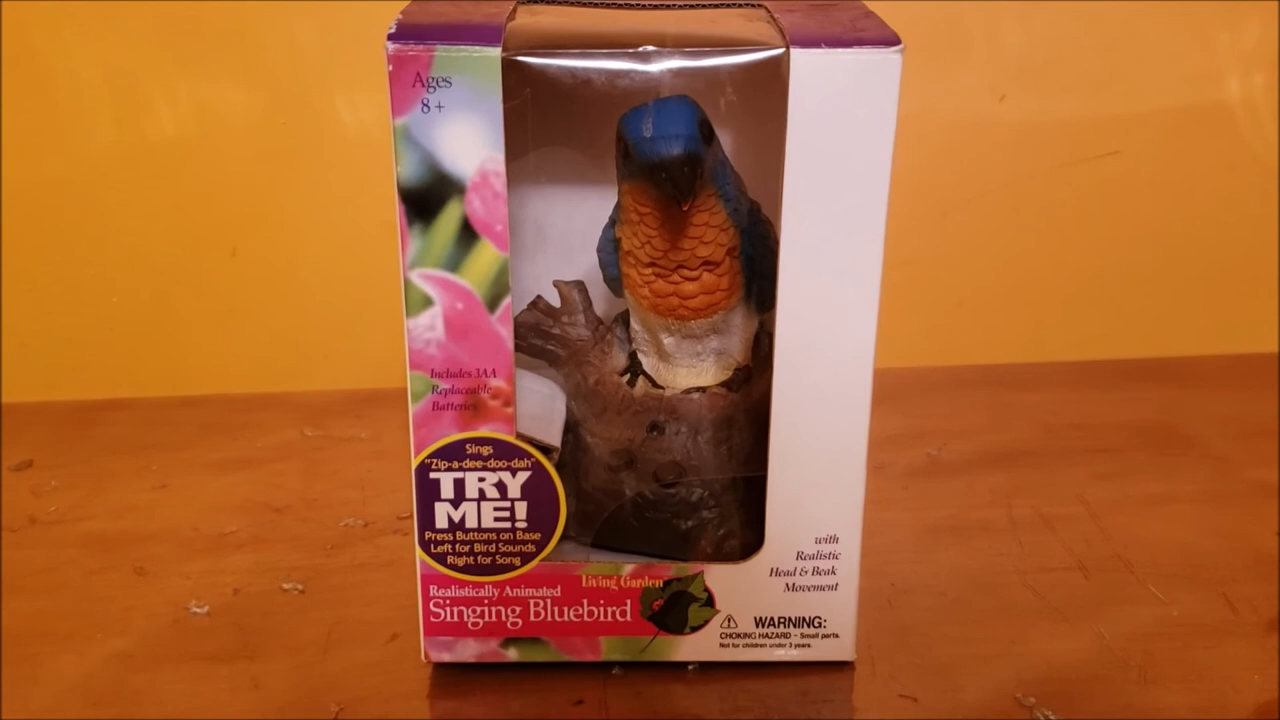 Ages
8+
Includes 3AA
Replaceable
Batteries
Sings
"Zip-a-dee-doo-dah"
TRY
ME!
Press Buttons on Base
Left for Bird Sounds
Right for Song
Living Garden
Realistically Animated
Singing Bluebird
with
Realistic
Head & Beak
Movement
WARNING:
CHOKING HAZARD - Small parts.
Not for children under 3 years.